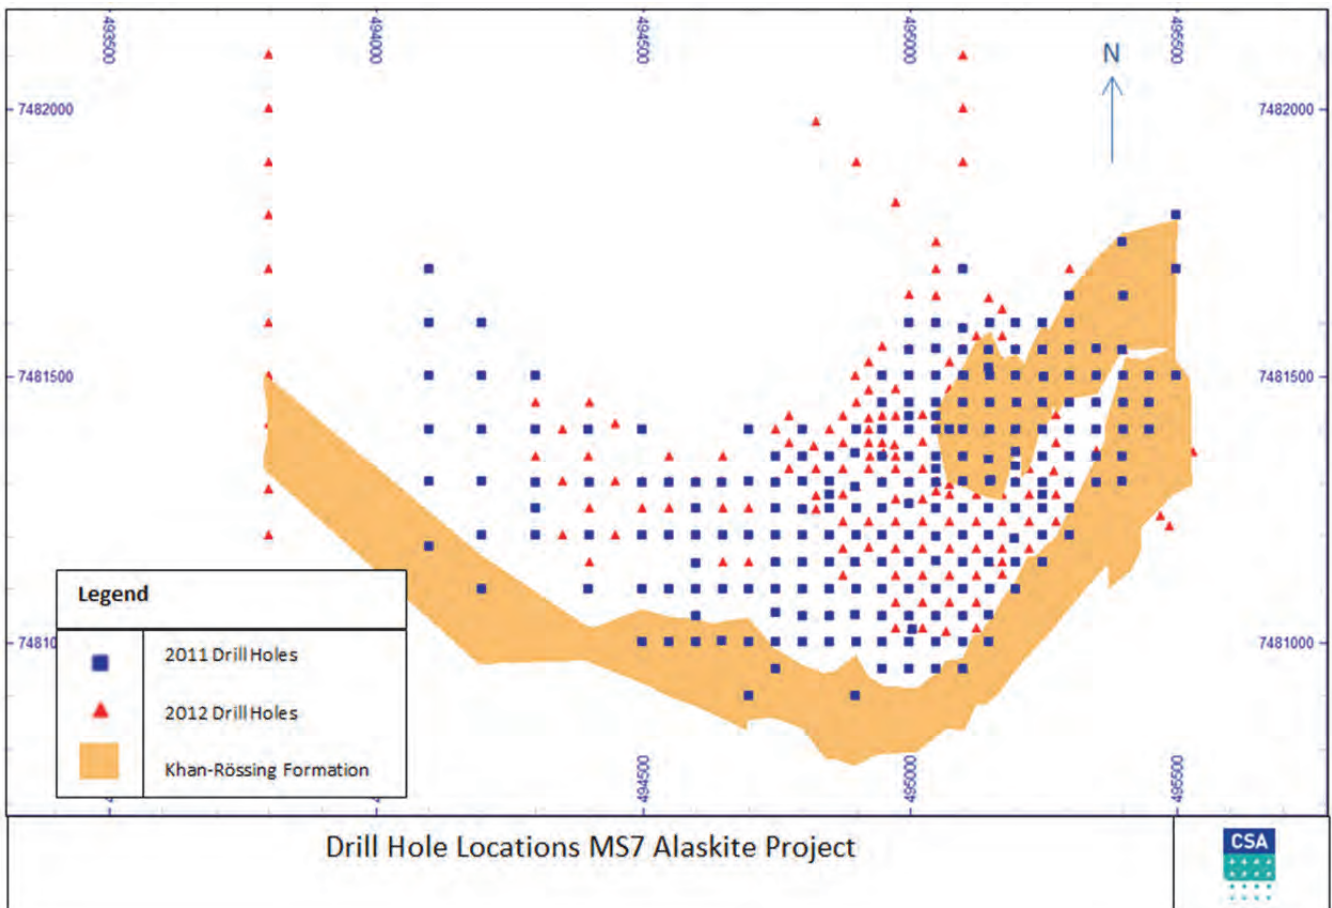 493500
494000
494500
495000
495500
N
7482000
7482000
7481500
7481500
Legend
2011 Drill Holes
2012 Drill Holes
Khan-Rössing Formation
74810
7481000
494500
495000
495500
Drill Hole Locations MS7 Alaskite Project
CSA